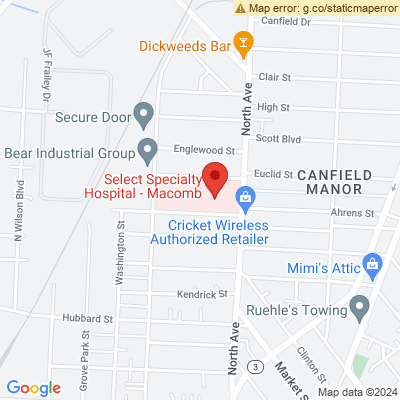 Map error: g.co/staticmaperror
Canfield Dr
Dickweeds Bar
JF Frailey Dr
Clair St
High St
North Ave
Secure Door
Scott Blvd
Englewood St
Bear Industrial Group
Euclid St
CANFIELD
MANOR
Select Specialty
Hospital - Macomb
N Wilson Blvd
Ahrens St
Cricket Wireless
Authorized Retailer
Washington St
Mimi's Attic
Kendrick St
Ruehle's Towing
Hubbard St
Grove Park St
North Ave
3
Market S
Clinton St
Google
Map data ©2024